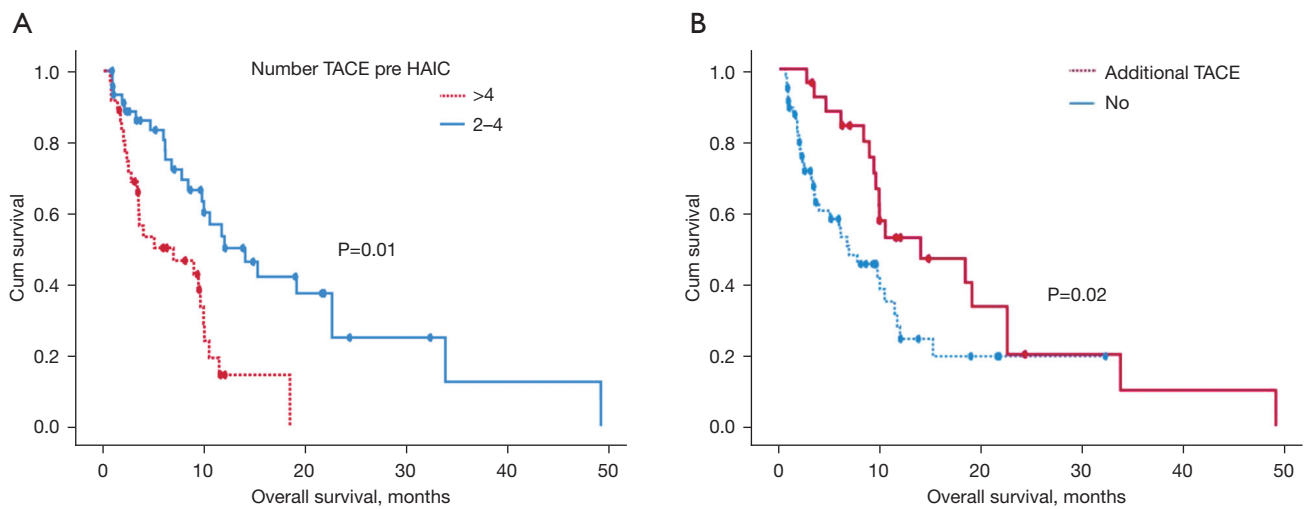 A
Number TACE pre HAIC
>4
2–4
P=0.01
Cum survival
1.0
0.8
0.6
0.4
0.2
0.0
0 10 20 30 40 50
Overall survival, months
B
Additional TACE
No
P=0.02
Cum survival
1.0
0.8
0.6
0.4
0.2
0.0
0 10 20 30 40 50
Overall survival, months